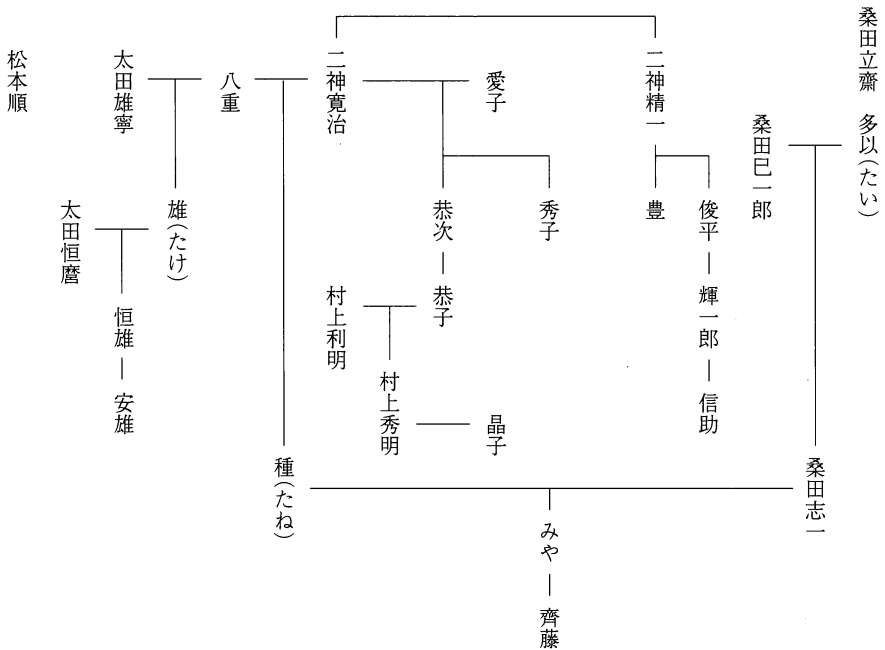 桑田立齋
多以(たい)
桑田巳一郎
桑田志一
二神精一
俊平
輝一郎
信助
豊
愛子
二神寛治
秀子
恭次
恭子
村上利明
村上秀明
晶子
八重
太田雄寧
種(たね)
雄(たけ)
太田恒麿
恒雄
安雄
みや
齊藤
松本順